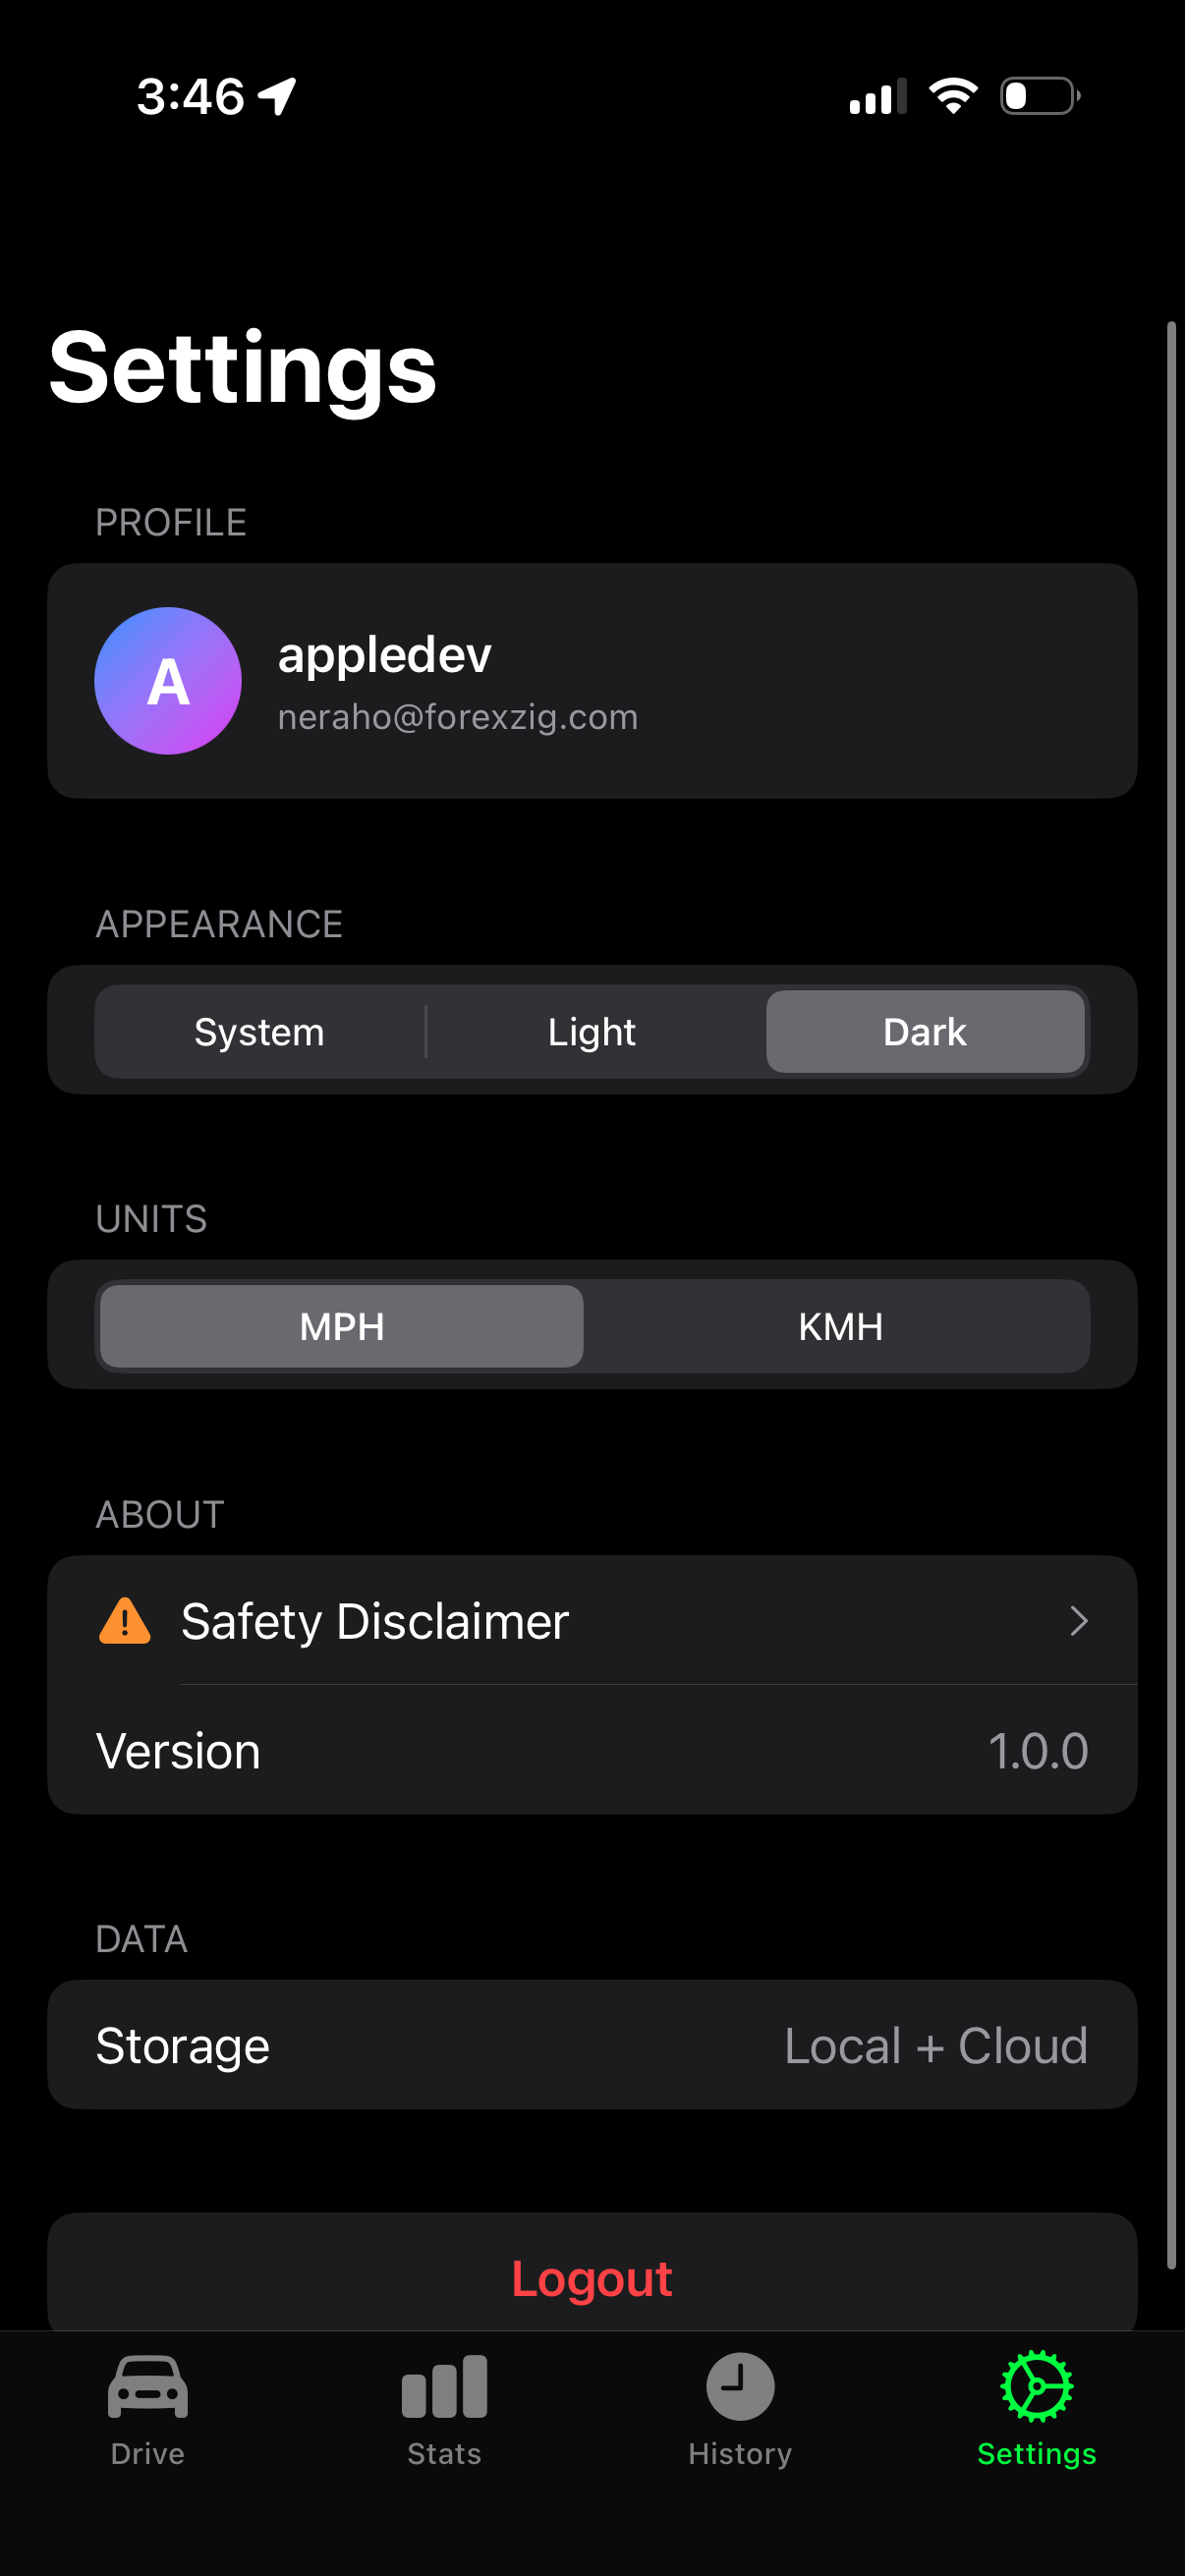 3:46
Settings
PROFILE
A
appledev
neraho@forexzig.com
APPEARANCE
System Light Dark
UNITS
MPH KMH
ABOUT
Safety Disclaimer
Version 1.0.0
DATA
Storage Local + Cloud
Logout
Drive Stats History Settings